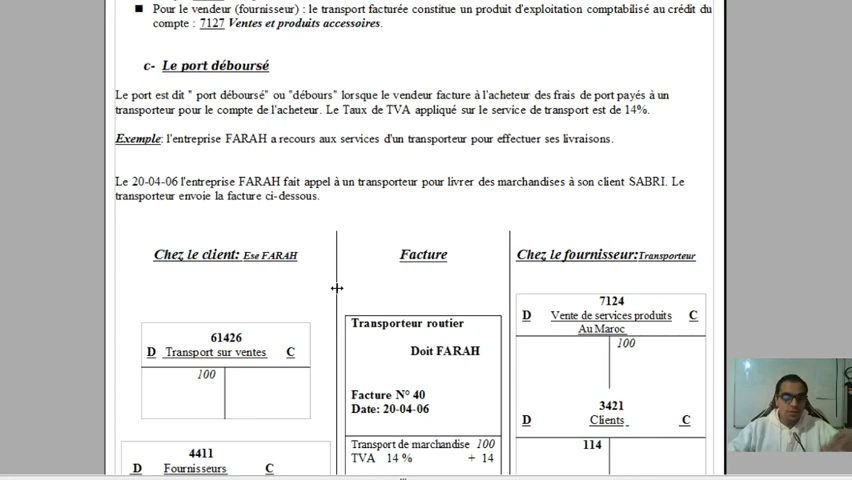 Pour le vendeur (fournisseur) : le transport facturée constitue un produit d'exploitation comptabilisé au crédit du
compte : 7127 Ventes et produits accessoires.
c- Le port déboursé
Le port est dit " port déboursé" ou "débours" lorsque le vendeur facture à l'acheteur des frais de port payés à un
transporteur pour le compte de l'acheteur. Le Taux de TVA appliqué sur le service de transport est de 14%.
Exemple: l'entreprise FARAH a recours aux services d'un transporteur pour effectuer ses livraisons.
Le 20-04-06 l'entreprise FARAH fait appel à un transporteur pour livrer des marchandises à son client SABRI. Le
transporteur envoie la facture ci-dessous.
Chez le client: Ese FARAH
61426
D Transport sur ventes C
100
4411
D Fournisseurs C
Facture
Transporteur routier
Doit FARAH
Facture N° 40
Date: 20-04-06
Transport de marchandise 100
TVA 14 % + 14
Chez le fournisseur:Transporteur
7124
D Vente de services produits C
Au Maroc
100
3421
D Clients C
114